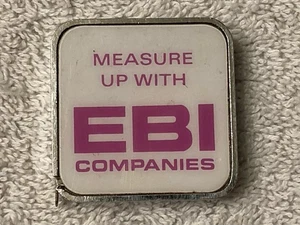 MEASURE
UP WITH
EBI
COMPANIES